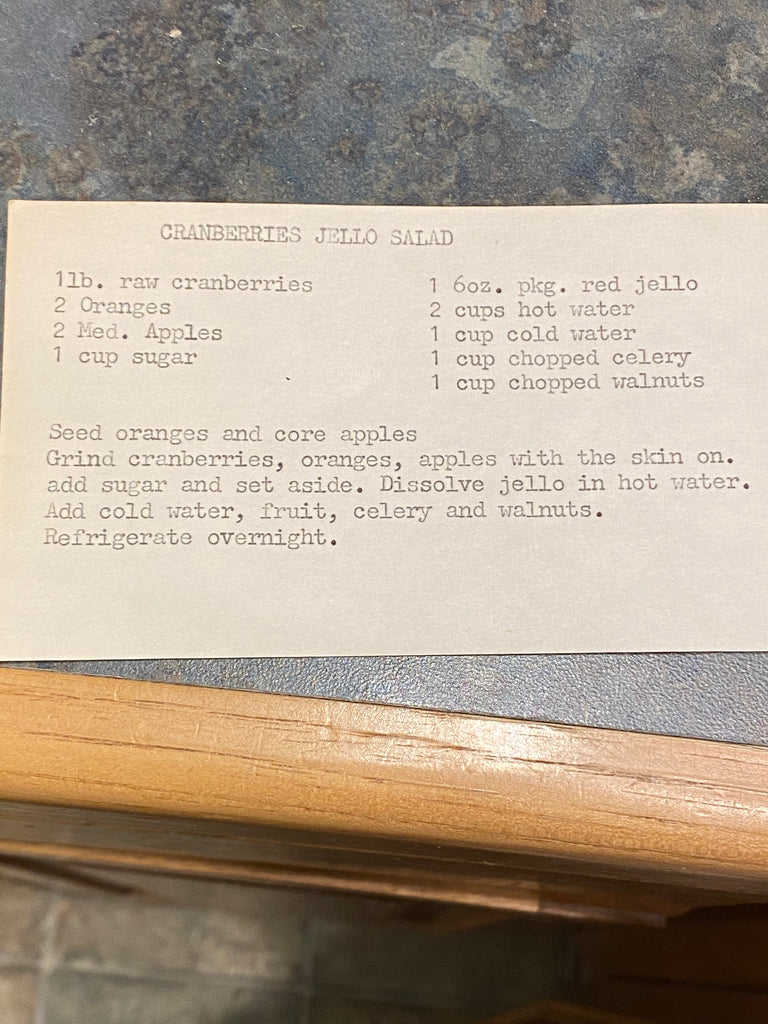 CRANBERRIES JELLO SALAD
1lb. raw cranberries
2 Oranges
2 Med. Apples
1 cup sugar
1 6oz. pkg. red jello
2 cups hot water
1 cup cold water
1 cup chopped celery
1 cup chopped walnuts
Seed oranges and core apples
Grind cranberries, oranges, apples with the skin on.
add sugar and set aside. Dissolve jello in hot water.
Add cold water, fruit, celery and walnuts.
Refrigerate overnight.